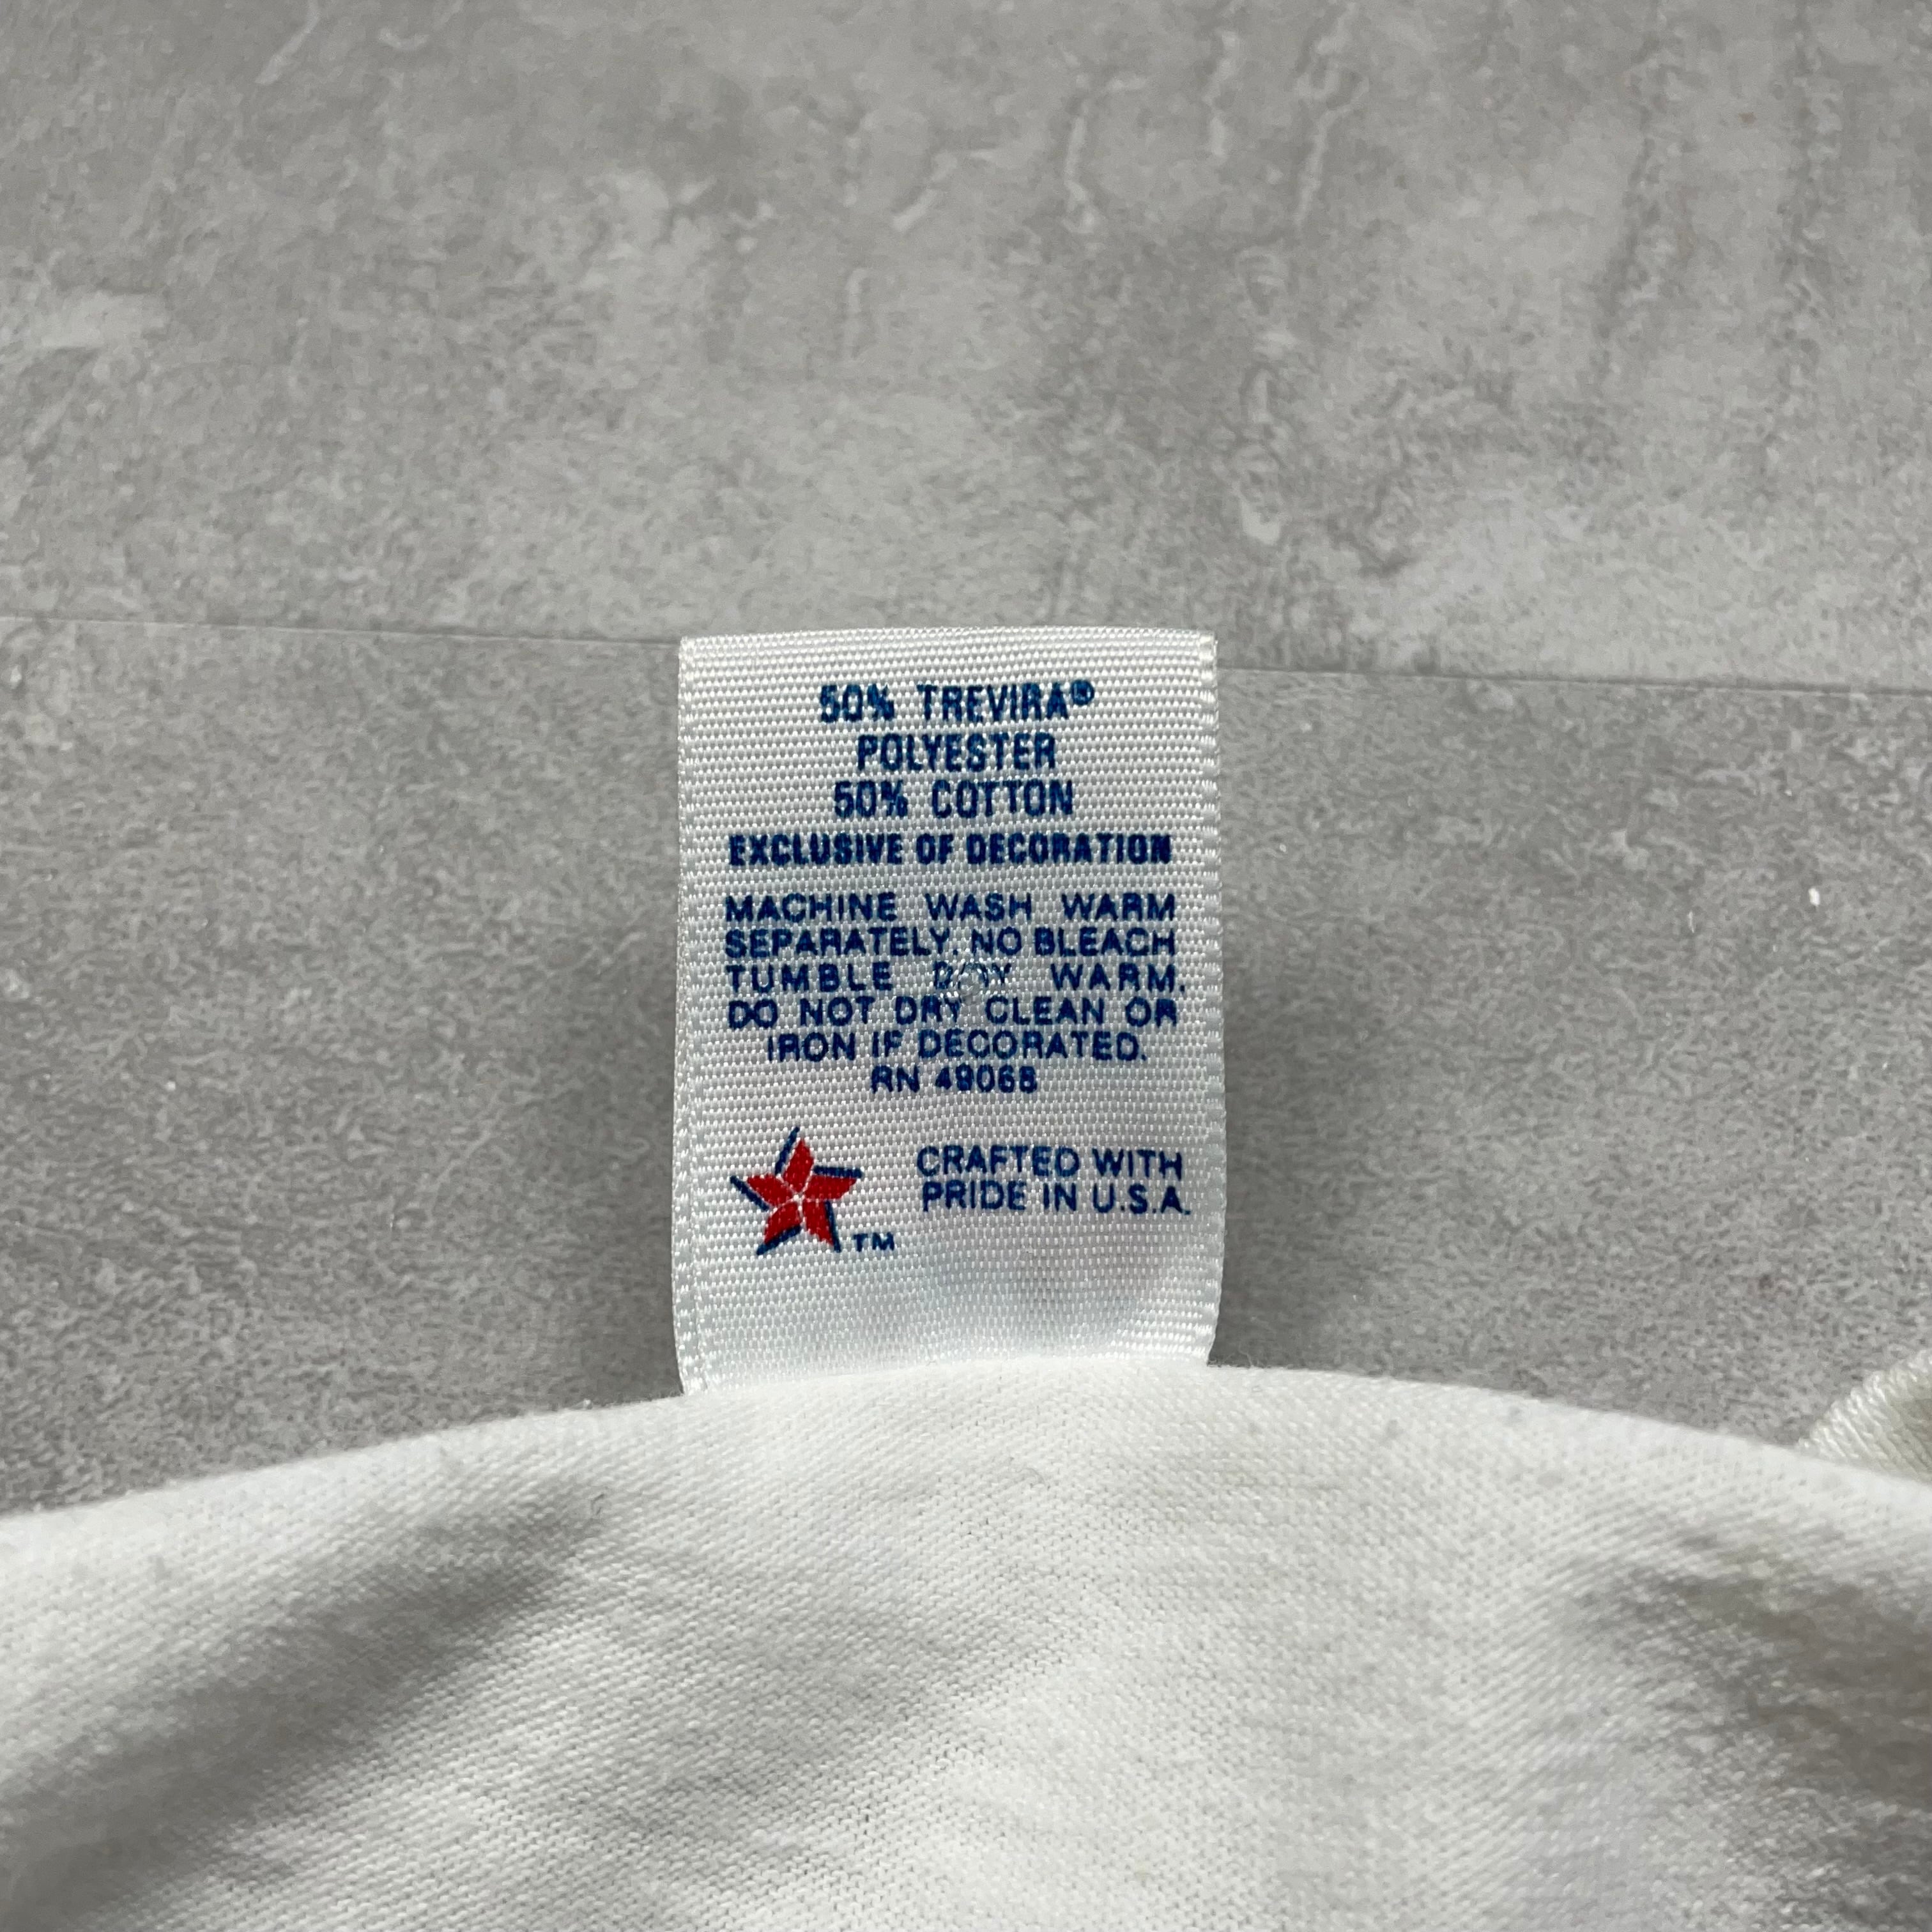 50% TREVIRA®
POLYESTER
50% COTTON
EXCLUSIVE OF DECORATION
MACHINE WASH WARM
SEPARATELY. NO BLEACH
TUMBLE DRY WARM.
DO NOT DRY CLEAN OR
IRON IF DECORATED.
RN 49068
CRAFTED WITH
PRIDE IN U.S.A.
TM